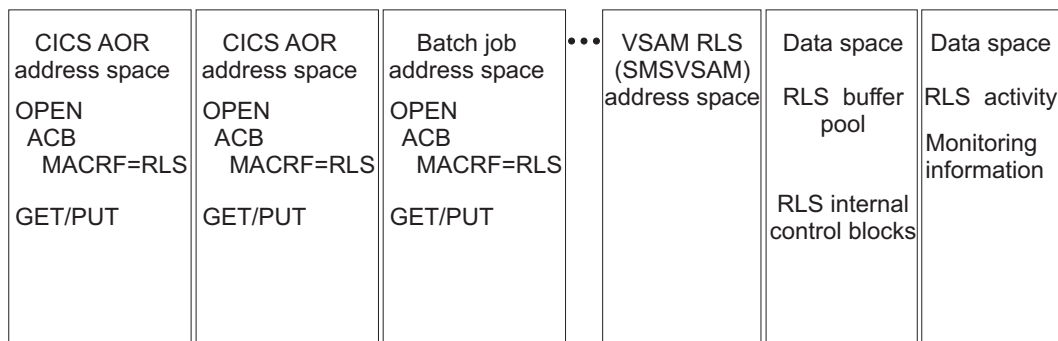 CICS AOR
address space
OPEN
ACB
MACRF=RLS
GET/PUT
CICS AOR
address space
OPEN
ACB
MACRF=RLS
GET/PUT
Batch job
address space
OPEN
ACB
MACRF=RLS
GET/PUT
•••
VSAM RLS
(SMSVSAM)
address space
Data space
RLS buffer
pool
RLS internal
control blocks
Data space
RLS activity
Monitoring
information